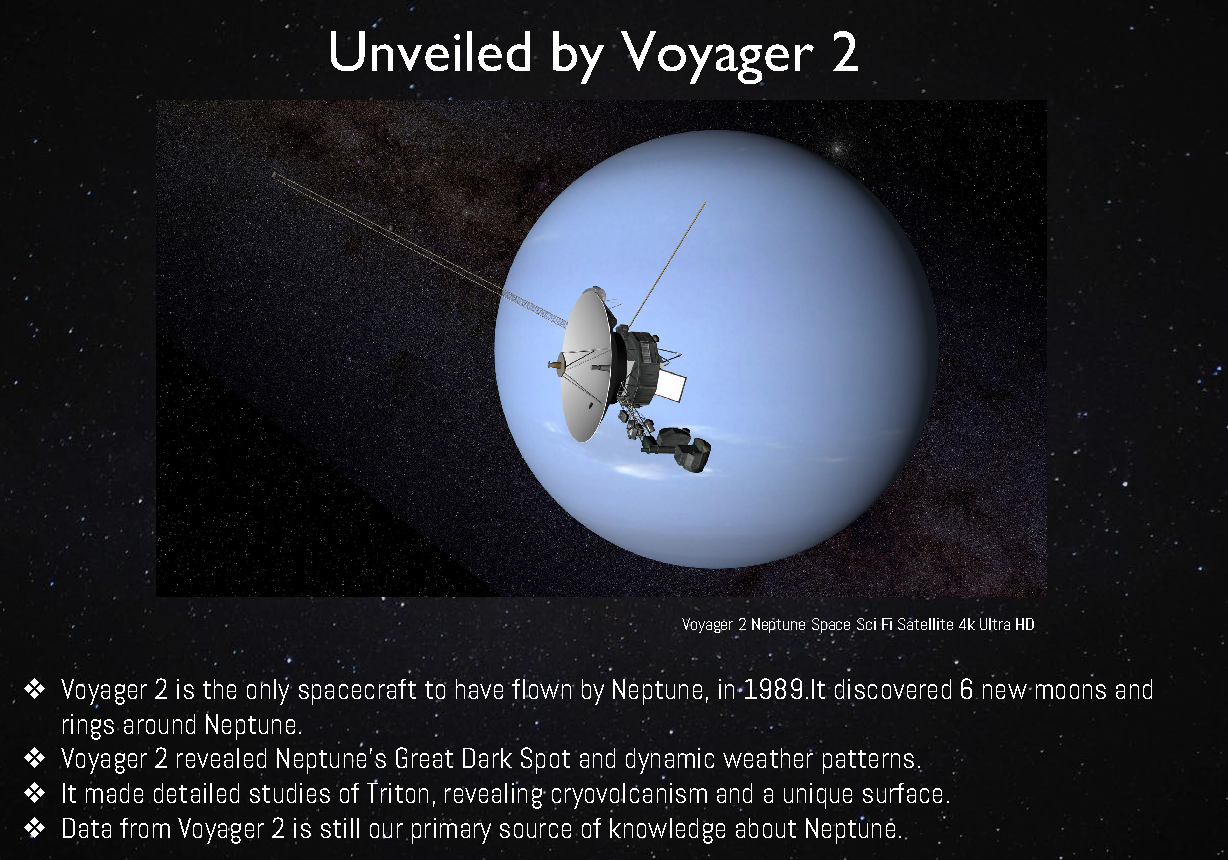 Unveiled by Voyager 2
Voyager 2 Neptune Space Sci Fi Satellite 4k Ultra HD
❖ Voyager 2 is the only spacecraft to have flown by Neptune, in 1989.It discovered 6 new moons and
rings around Neptune.
❖ Voyager 2 revealed Neptune's Great Dark Spot and dynamic weather patterns.
❖ It made detailed studies of Triton, revealing cryovolcanism and a unique surface.
❖ Data from Voyager 2 is still our primary source of knowledge about Neptune.